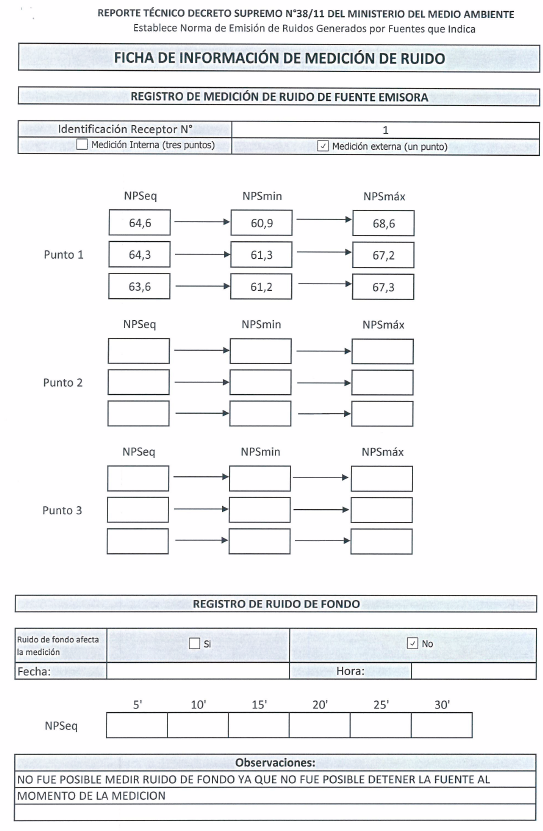 REPORTE TÉCNICO DECRETO SUPREMO N°38/11 DEL MINISTERIO DEL MEDIO AMBIENTE
Establece Norma de Emisión de Ruidos Generados por Fuentes que Indica
FICHA DE INFORMACIÓN DE MEDICIÓN DE RUIDO
REGISTRO DE MEDICIÓN DE RUIDO DE FUENTE EMISORA
Identificación Receptor N° 1
Medición Interna (tres puntos) ✓ Medición externa (un punto)
NPSeq NPSmin NPSmáx
64,6 60,9 68,6
Punto 1 64,3 61,3 67,2
63,6 61,2 67,3
NPSeq NPSmin NPSmáx
Punto 2
NPSeq NPSmin NPSmáx
Punto 3
REGISTRO DE RUIDO DE FONDO
Ruido de fondo afecta
la medición
Si ✓ No
Fecha: Hora:
5' 10' 15' 20' 25' 30'
NPSeq
Observaciones:
NO FUE POSIBLE MEDIR RUIDO DE FONDO YA QUE NO FUE POSIBLE DETENER LA FUENTE AL
MOMENTO DE LA MEDICION